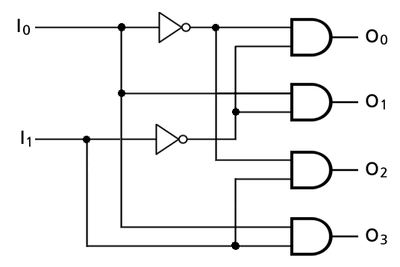 I₀
O₀
O₁
I₁
O₂
O₃